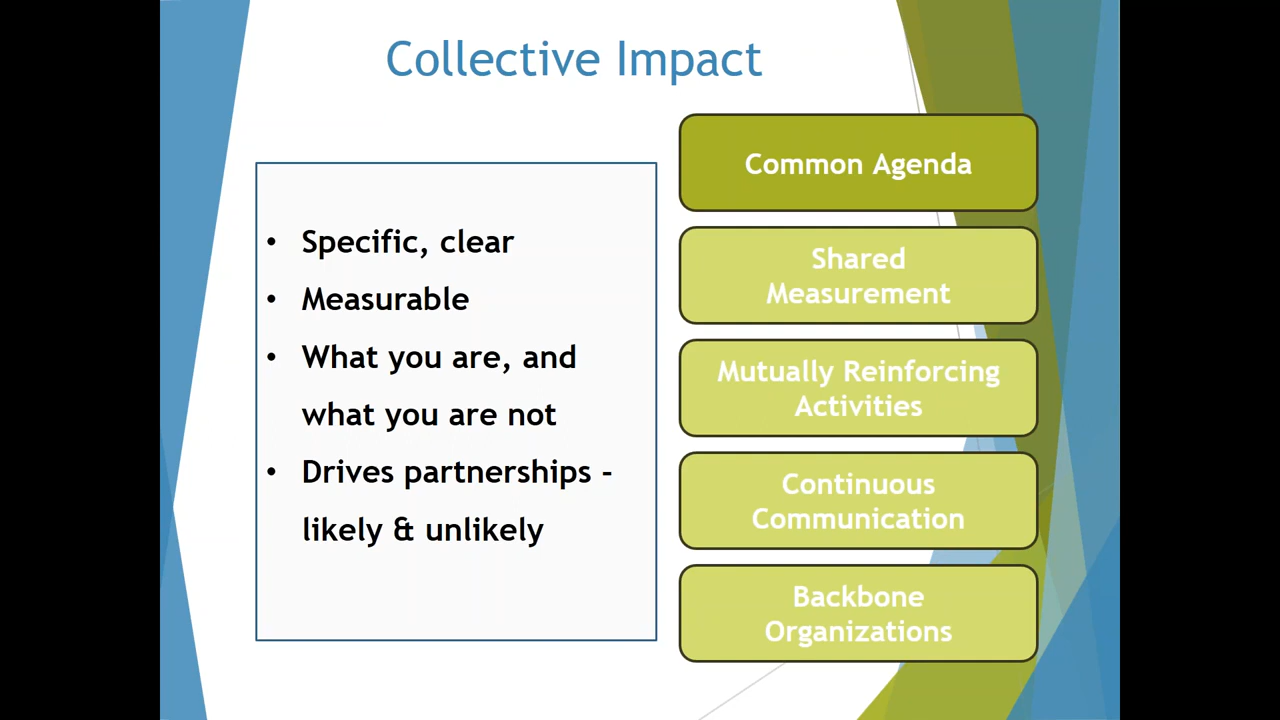 Collective Impact
• Specific, clear
• Measurable
• What you are, and
what you are not
• Drives partnerships -
likely & unlikely
Common Agenda
Shared
Measurement
Mutually Reinforcing
Activities
Continuous
Communication
Backbone
Organizations